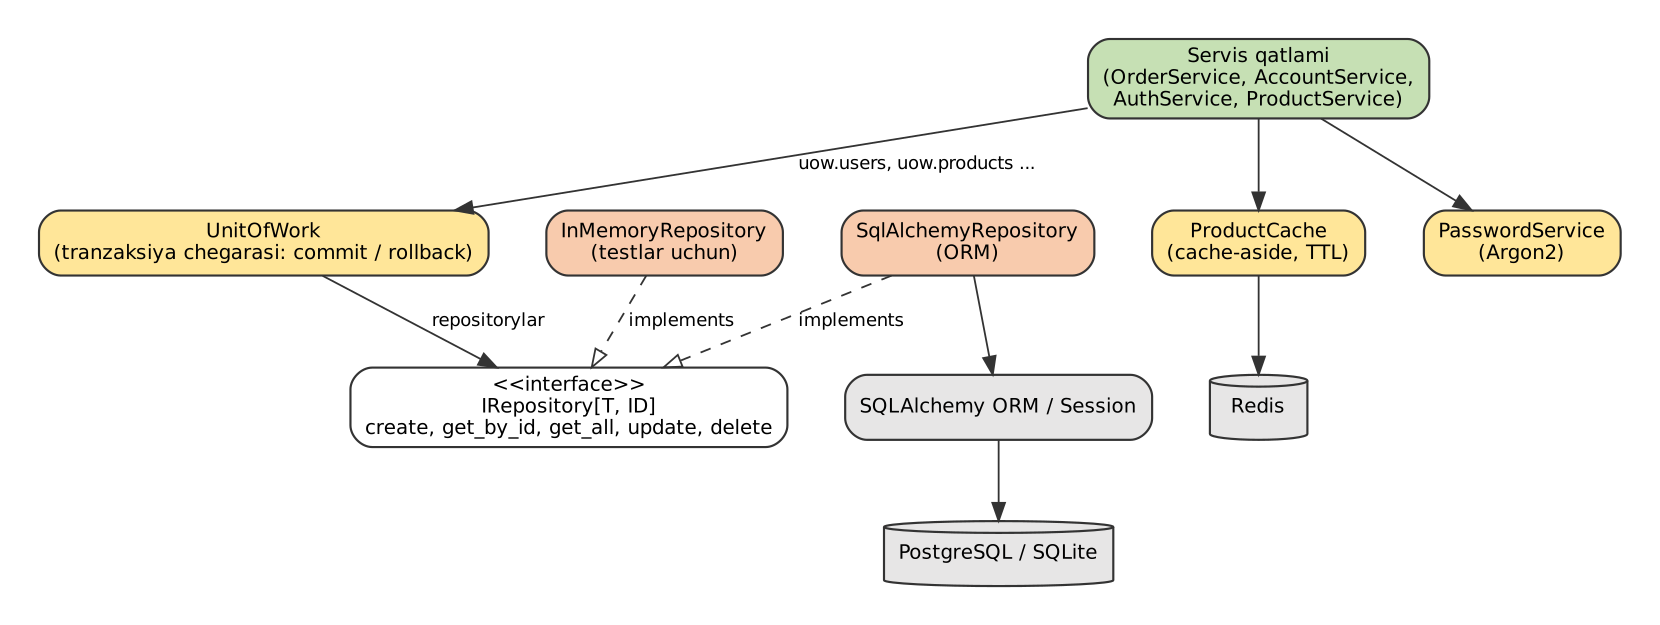 Servis qatlami
(OrderService, AccountService,
AuthService, ProductService)
uow.users, uow.products ...
UnitOfWork
(tranzaksiya chegarasi: commit / rollback)
InMemoryRepository
(testlar uchun)
SqlAlchemyRepository
(ORM)
ProductCache
(cache-aside, TTL)
PasswordService
(Argon2)
repositorylar
implements
implements
<<interface>>
IRepository[T, ID]
create, get_by_id, get_all, update, delete
SQLAlchemy ORM / Session
Redis
PostgreSQL / SQLite